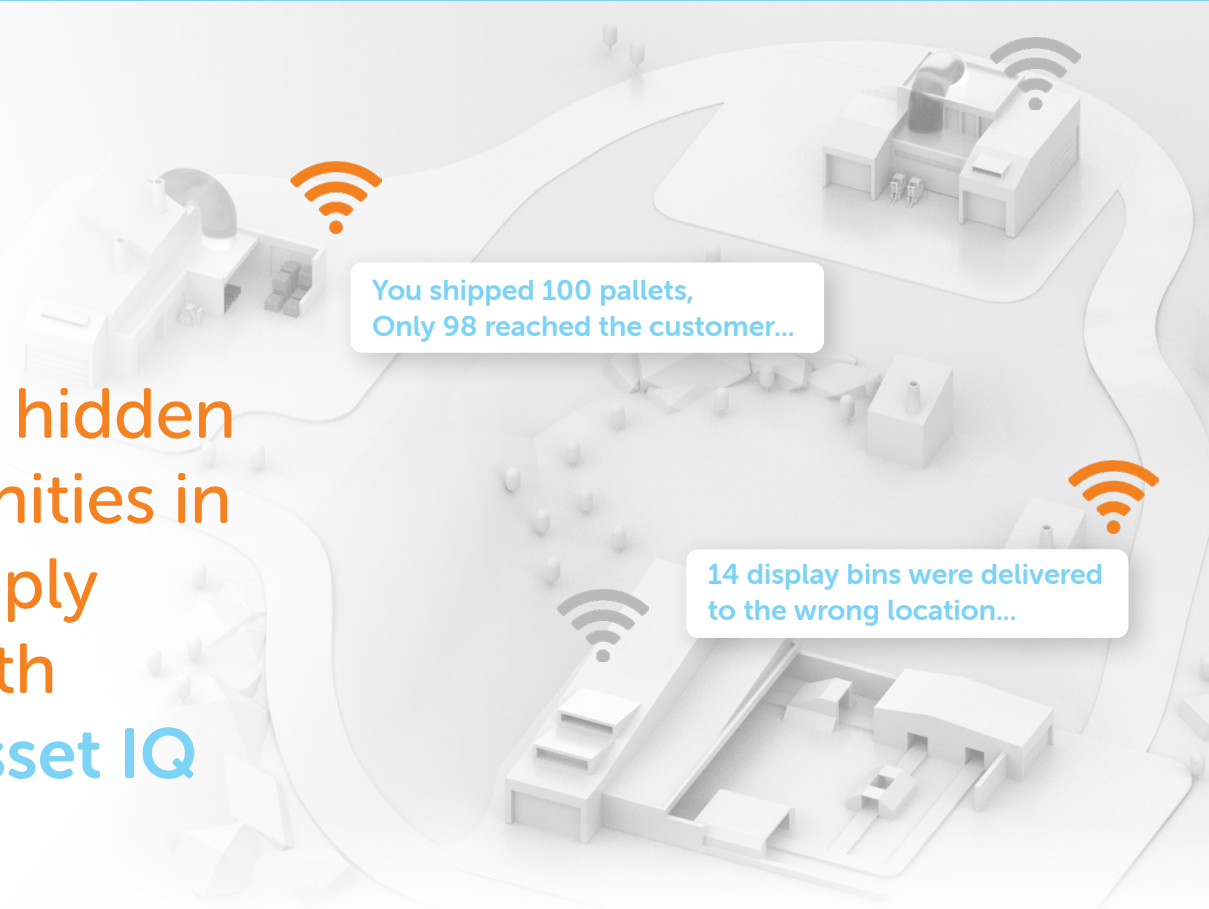 You shipped 100 pallets,
Only 98 reached the customer...
hidden
nities in
ply
th
sset IQ
14 display bins were delivered
to the wrong location...